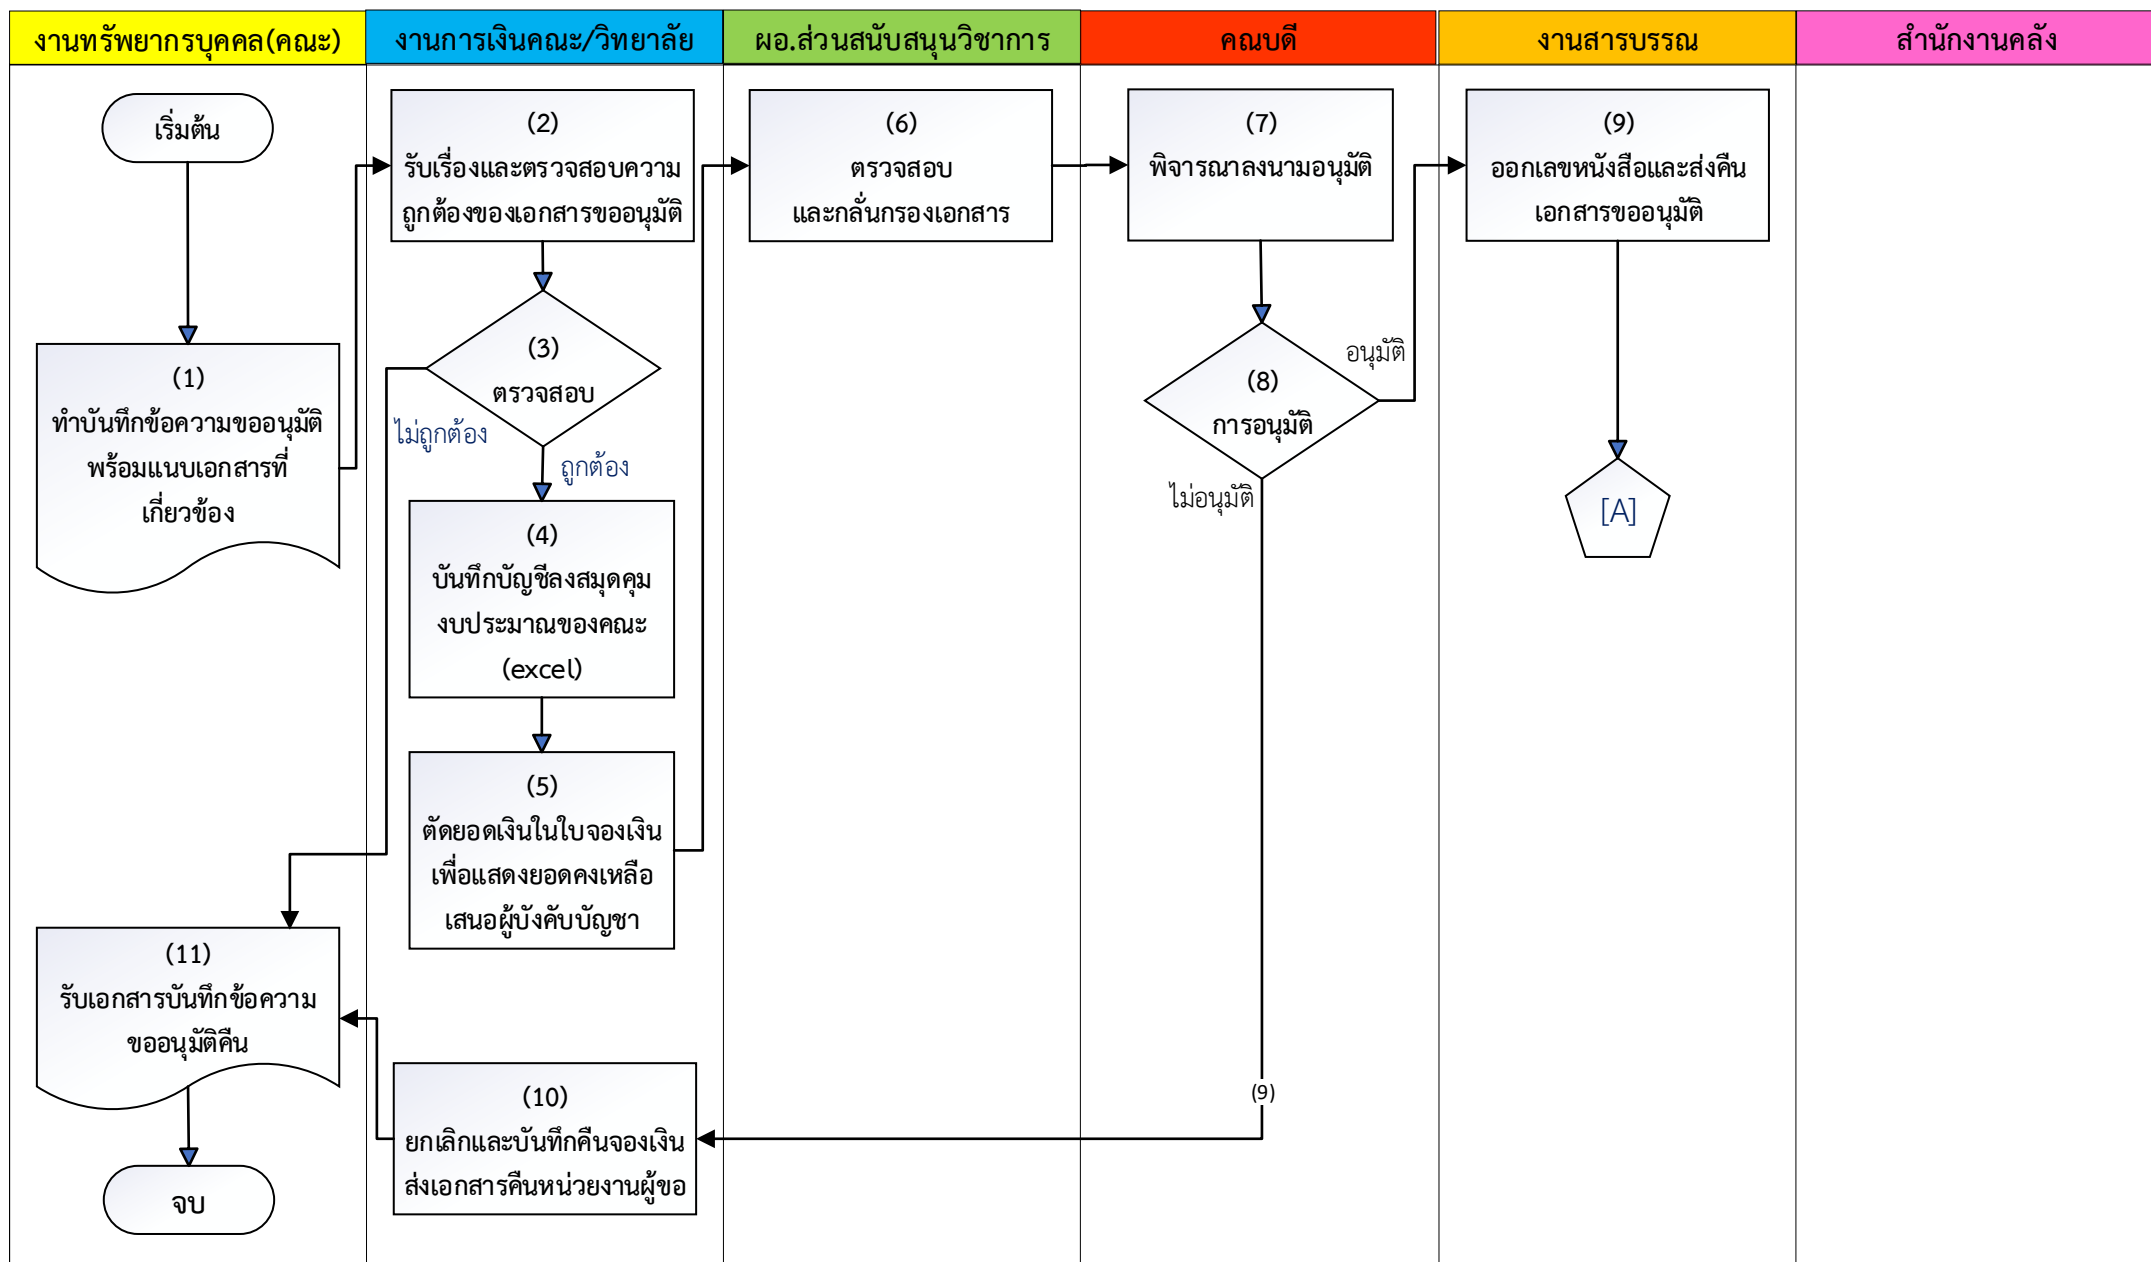 งานทรัพยากรบุคคล(คณะ)
งานการเงินคณะ/วิทยาลัย
ผอ.ส่วนสนับสนุนวิชาการ
คณบดี
งานสารบรรณ
สำนักงานคลัง
เริ่มต้น
(1)
ทำบันทึกข้อความขออนุมัติ
พร้อมแนบเอกสารที่
เกี่ยวข้อง
(2)
รับเรื่องและตรวจสอบความ
ถูกต้องของเอกสารขออนุมัติ
(3)
ตรวจสอบ
ไม่ถูกต้อง
ถูกต้อง
(4)
บันทึกบัญชีลงสมุดคุม
งบประมาณของคณะ
(excel)
(5)
ตัดยอดเงินในใบจองเงิน
เพื่อแสดงยอดคงเหลือ
เสนอผู้บังคับบัญชา
(6)
ตรวจสอบ
และกลั่นกรองเอกสาร
(7)
พิจารณาลงนามอนุมัติ
(8)
การอนุมัติ
อนุมัติ
ไม่อนุมัติ
(9)
(9)
ออกเลขหนังสือและส่งคืน
เอกสารขออนุมัติ
[A]
(10)
ยกเลิกและบันทึกคืนจองเงิน
ส่งเอกสารคืนหน่วยงานผู้ขอ
(11)
รับเอกสารบันทึกข้อความ
ขออนุมัติคืน
จบ